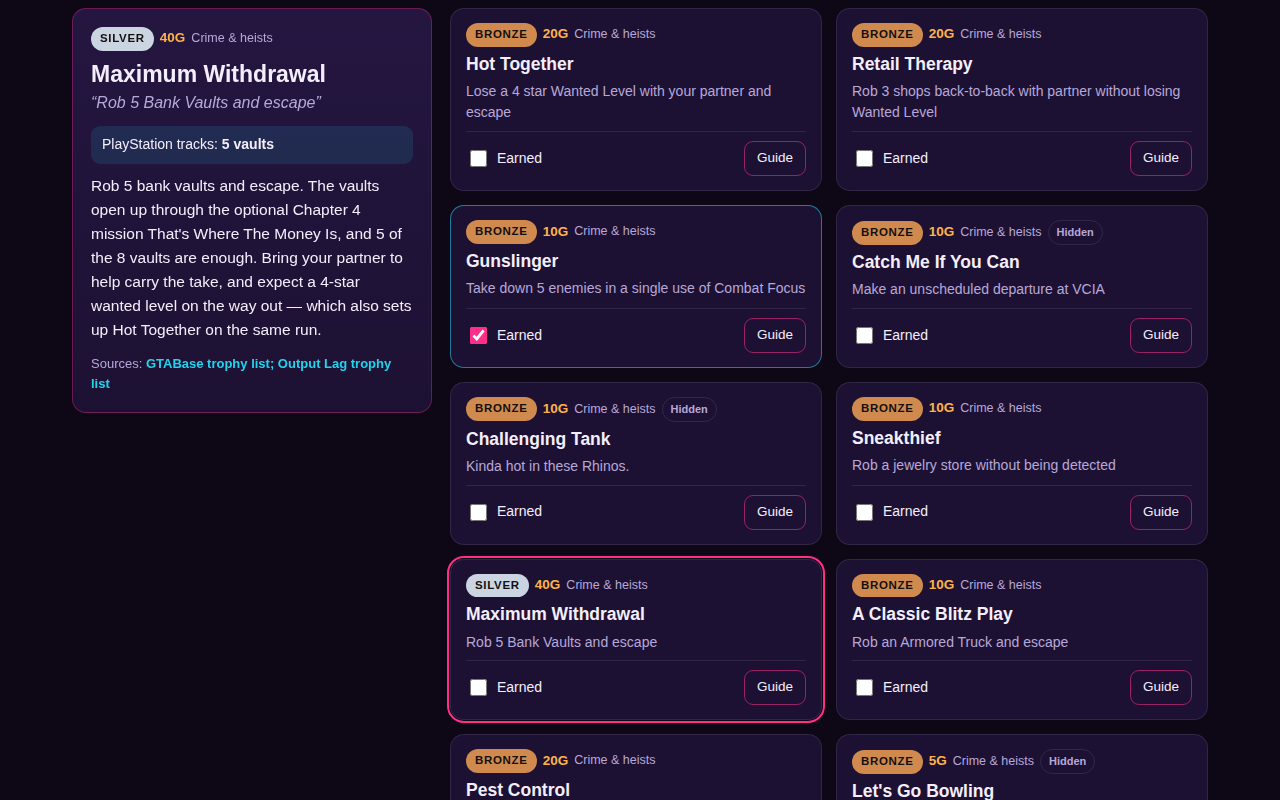 SILVER 40G Crime & heists
Maximum Withdrawal
“Rob 5 Bank Vaults and escape”
PlayStation tracks: 5 vaults
Rob 5 bank vaults and escape. The vaults
open up through the optional Chapter 4
mission That's Where The Money Is, and 5 of
the 8 vaults are enough. Bring your partner to
help carry the take, and expect a 4-star
wanted level on the way out — which also sets
up Hot Together on the same run.
Sources: GTABase trophy list; Output Lag trophy
list
BRONZE 20G Crime & heists
Hot Together
Lose a 4 star Wanted Level with your partner and
escape
Earned Guide
BRONZE 20G Crime & heists
Retail Therapy
Rob 3 shops back-to-back with partner without losing
Wanted Level
Earned Guide
BRONZE 10G Crime & heists
Gunslinger
Take down 5 enemies in a single use of Combat Focus
Earned Guide
BRONZE 10G Crime & heists Hidden
Catch Me If You Can
Make an unscheduled departure at VCIA
Earned Guide
BRONZE 10G Crime & heists Hidden
Challenging Tank
Kinda hot in these Rhinos.
Earned Guide
BRONZE 10G Crime & heists
Sneakthief
Rob a jewelry store without being detected
Earned Guide
SILVER 40G Crime & heists
Maximum Withdrawal
Rob 5 Bank Vaults and escape
Earned Guide
BRONZE 10G Crime & heists
A Classic Blitz Play
Rob an Armored Truck and escape
Earned Guide
BRONZE 20G Crime & heists
Pest Control
BRONZE 5G Crime & heists Hidden
Let's Go Bowling